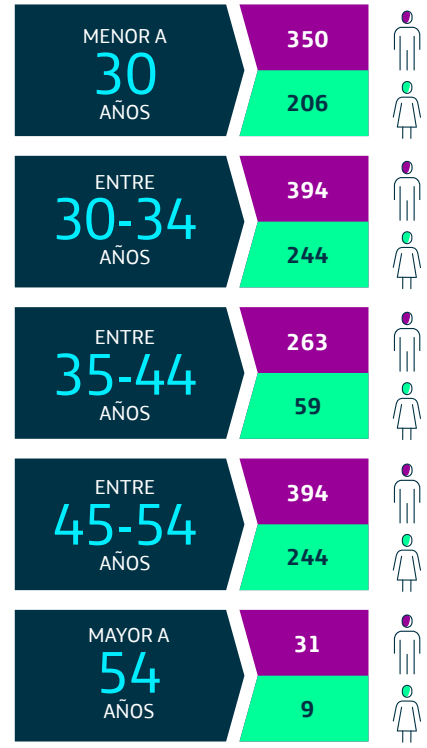 MENOR A
30
AÑOS
350
206
ENTRE
30-34
AÑOS
394
244
ENTRE
35-44
AÑOS
263
59
ENTRE
45-54
AÑOS
394
244
MAYOR A
54
AÑOS
31
9